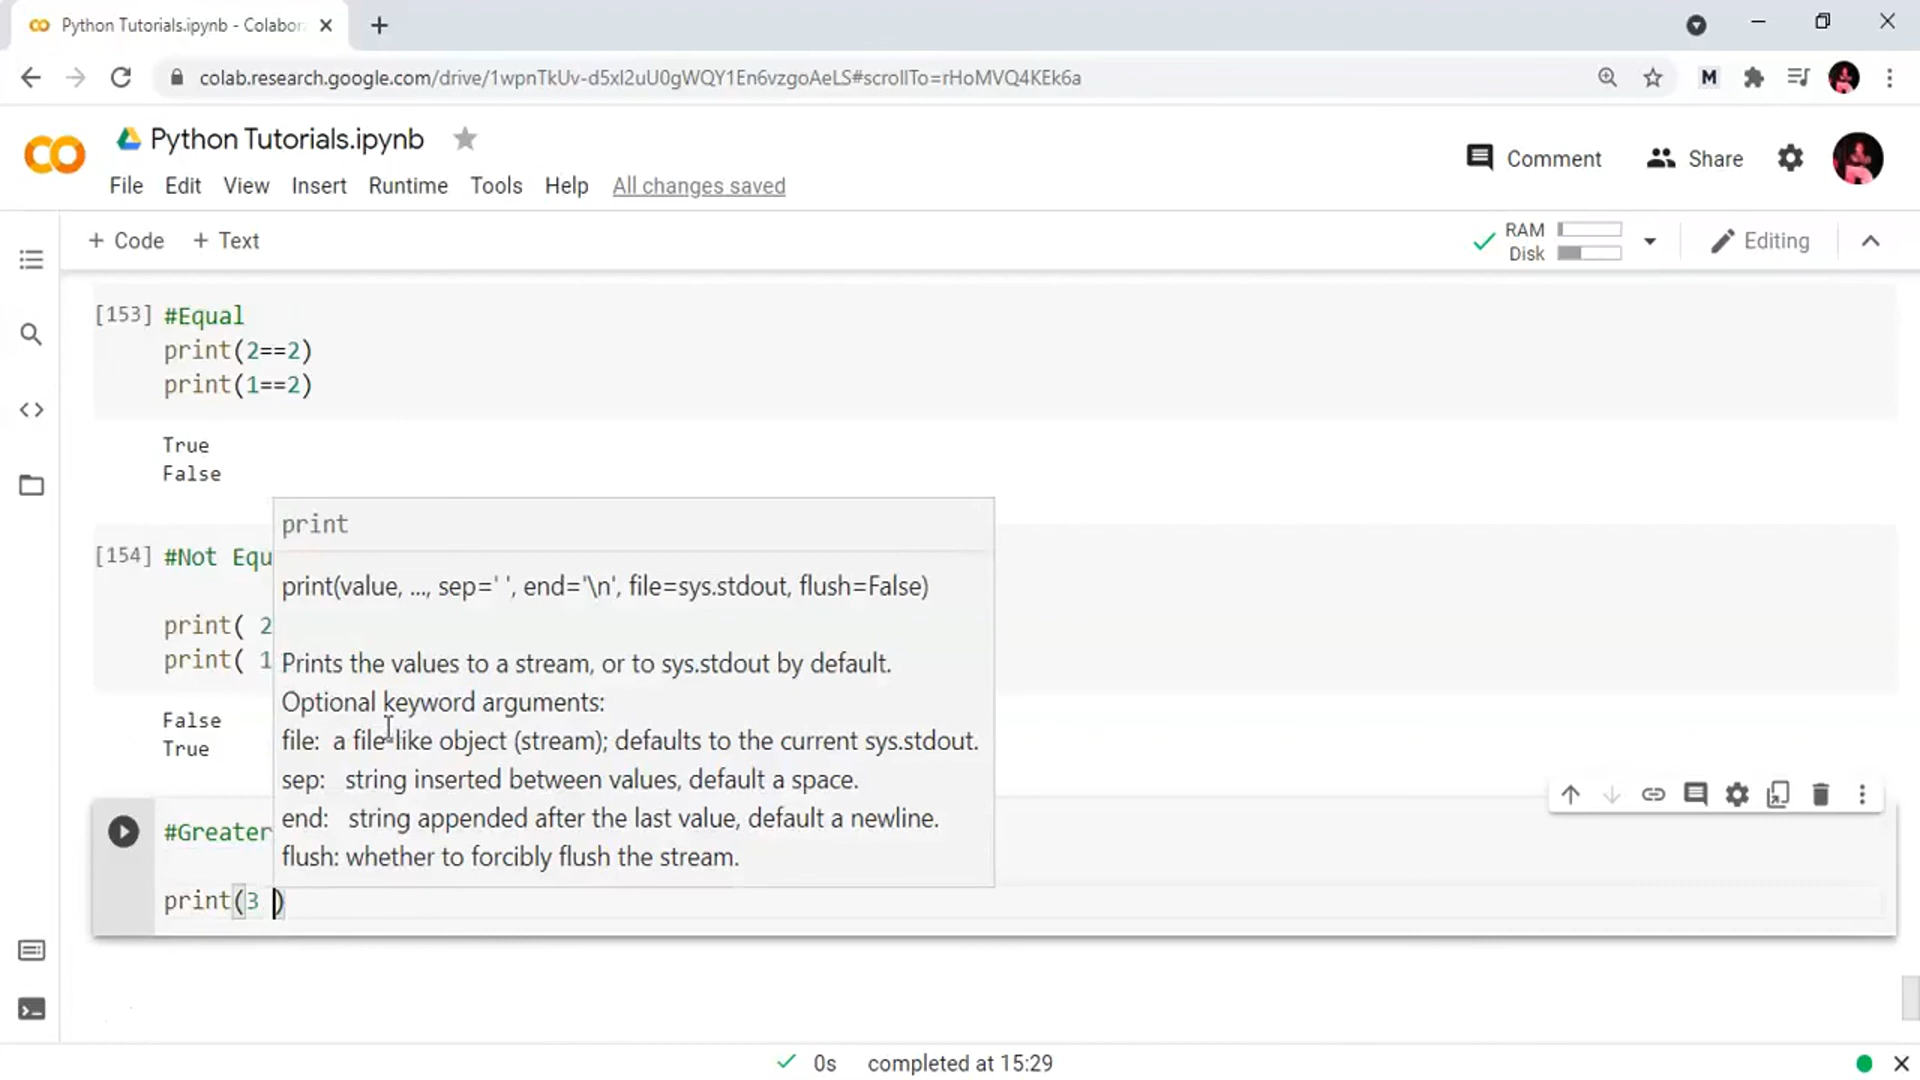 Python Tutorials.ipynb - Colabor
colab.research.google.com/drive/1wpnTkUv-d5xI2uU0gWQY1En6vzgoAeLS#scrollTo=rHoMVQ4KEk6a
M
Python Tutorials.ipynb
Comment
Share
File Edit View Insert Runtime Tools Help All changes saved
+ Code + Text
RAM
Disk
Editing
[153] #Equal
print(2==2)
print(1==2)
True
False
print
[154] #Not Equ
print(value, ..., sep=' ', end='\n', file=sys.stdout, flush=False)
print( 2
print( 1
Prints the values to a stream, or to sys.stdout by default.
Optional keyword arguments:
file: a file-like object (stream); defaults to the current sys.stdout.
sep: string inserted between values, default a space.
end: string appended after the last value, default a newline.
flush: whether to forcibly flush the stream.
False
True
#Greater
print(3 )
0s completed at 15:29